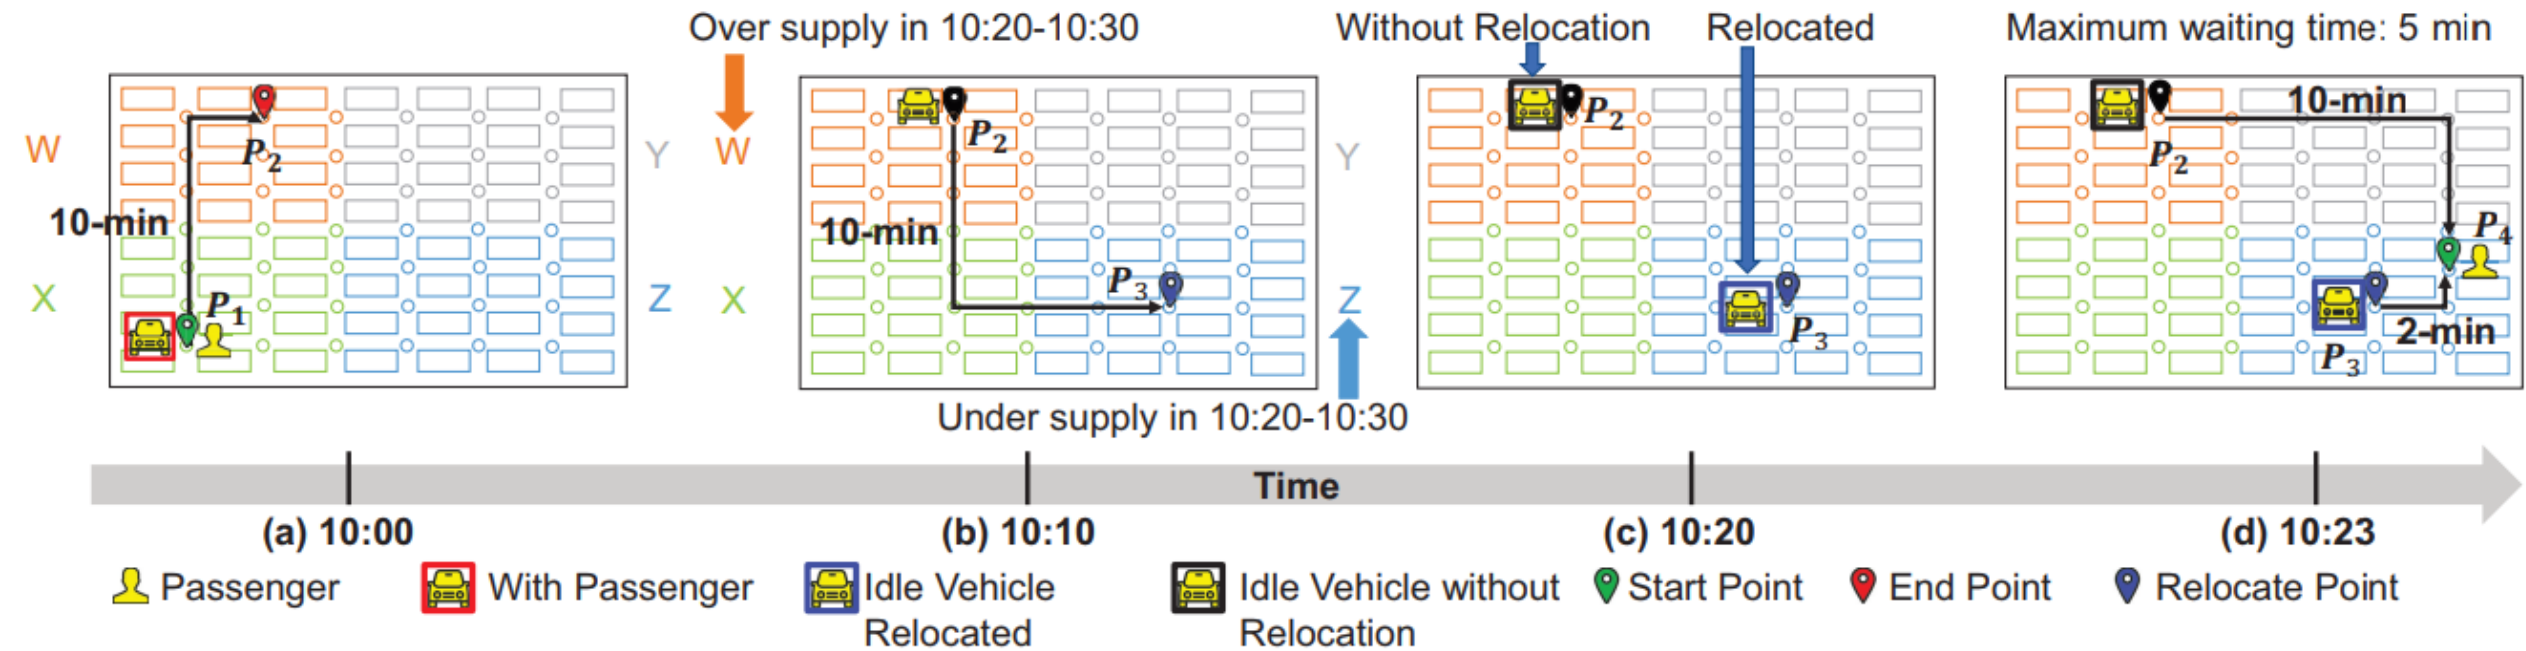 Over supply in 10:20-10:30
Without Relocation
Relocated
Maximum waiting time: 5 min
W
X
Y
Z
10-min
P2
P1
W
X
Y
Z
10-min
P2
P3
Under supply in 10:20-10:30
P2
P3
10-min
P2
P4
2-min
P3
Time
(a) 10:00
(b) 10:10
(c) 10:20
(d) 10:23
Passenger
With Passenger
Idle Vehicle
Relocated
Idle Vehicle without
Relocation
Start Point
End Point
Relocate Point